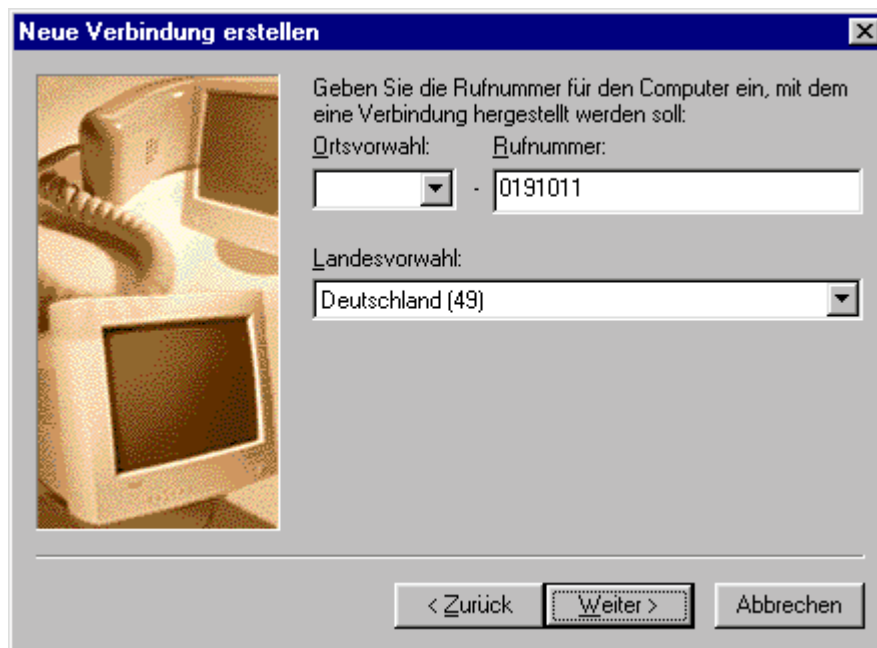 Neue Verbindung erstellen
Geben Sie die Rufnummer für den Computer ein, mit dem
eine Verbindung hergestellt werden soll:
Ortsvorwahl: Rufnummer:
- 0191011
Landesvorwahl:
Deutschland (49)
< Zurück Weiter > Abbrechen